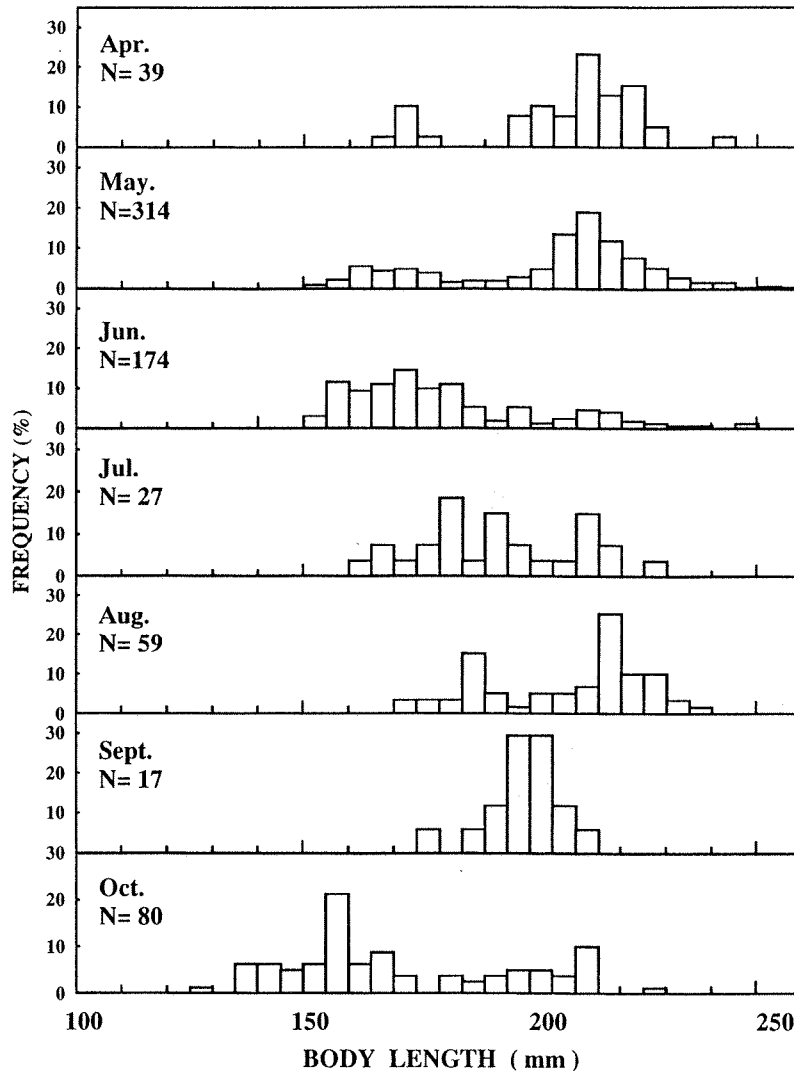 30
20
10
0
Apr.
N= 39
30
20
10
0
May.
N=314
30
20
10
0
Jun.
N=174
30
20
10
0
Jul.
N= 27
30
20
10
0
Aug.
N= 59
30
20
10
30
Sept.
N= 17
20
10
0
Oct.
N= 80
FREQUENCY (%)
100
150
200
250
BODY LENGTH ( mm )